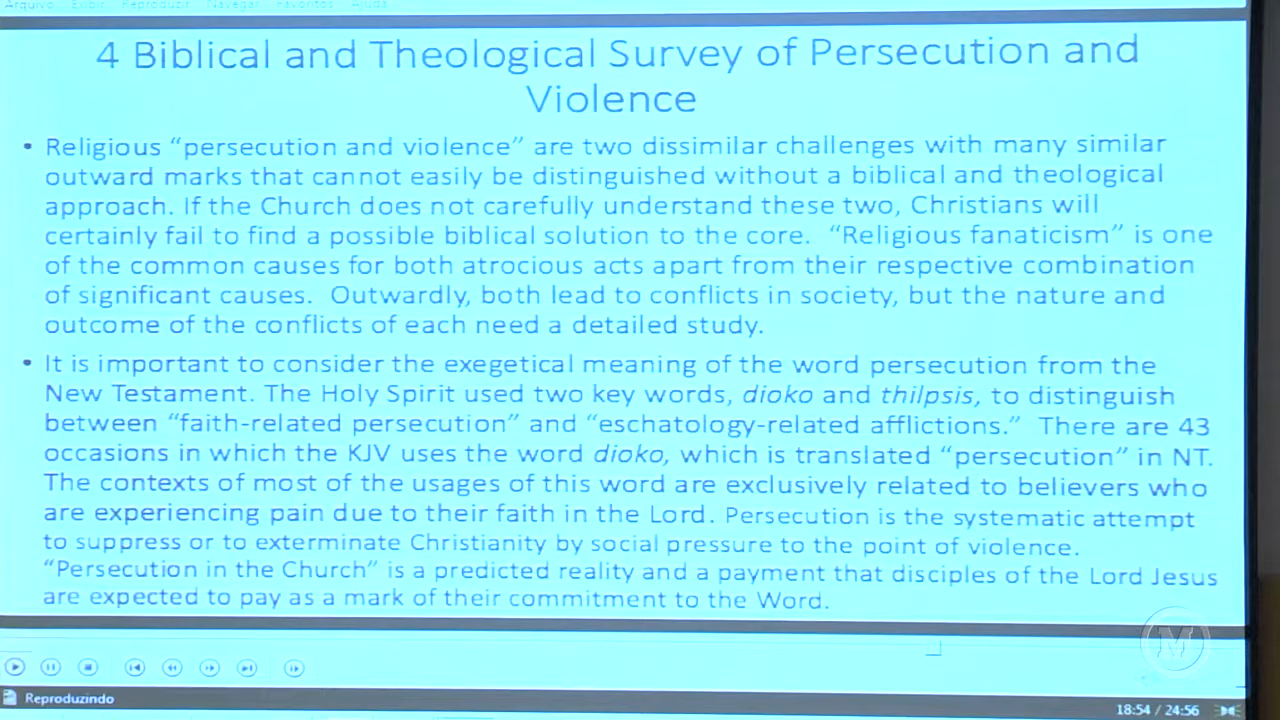 Arquivo Exibir Reproduzir Navegar Favoritos Ajuda
4 Biblical and Theological Survey of Persecution and
Violence
• Religious “persecution and violence” are two dissimilar challenges with many similar
outward marks that cannot easily be distinguished without a biblical and theological
approach. If the Church does not carefully understand these two, Christians will
certainly fail to find a possible biblical solution to the core. “Religious fanaticism” is one
of the common causes for both atrocious acts apart from their respective combination
of significant causes. Outwardly, both lead to conflicts in society, but the nature and
outcome of the conflicts of each need a detailed study.
• It is important to consider the exegetical meaning of the word persecution from the
New Testament. The Holy Spirit used two key words, dioko and thilpsis, to distinguish
between “faith-related persecution” and “eschatology-related afflictions.” There are 43
occasions in which the KJV uses the word dioko, which is translated “persecution” in NT.
The contexts of most of the usages of this word are exclusively related to believers who
are experiencing pain due to their faith in the Lord. Persecution is the systematic attempt
to suppress or to exterminate Christianity by social pressure to the point of violence.
“Persecution in the Church” is a predicted reality and a payment that disciples of the Lord Jesus
are expected to pay as a mark of their commitment to the Word.
M
Reproduzindo
18:54 / 24:56